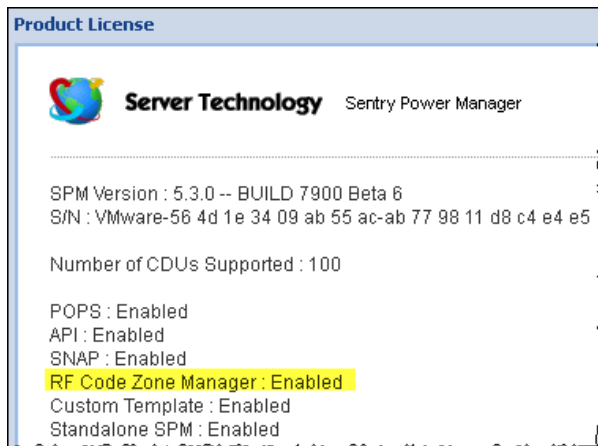 Product License
Server Technology Sentry Power Manager
SPM Version : 5.3.0 -- BUILD 7900 Beta 6
S/N : VMware-56 4d 1e 34 09 ab 55 ac-ab 77 98 11 d8 c4 e4 e5
Number of CDUs Supported : 100
POPS : Enabled
API : Enabled
SNAP : Enabled
RF Code Zone Manager : Enabled
Custom Template : Enabled
Standalone SPM : Enabled